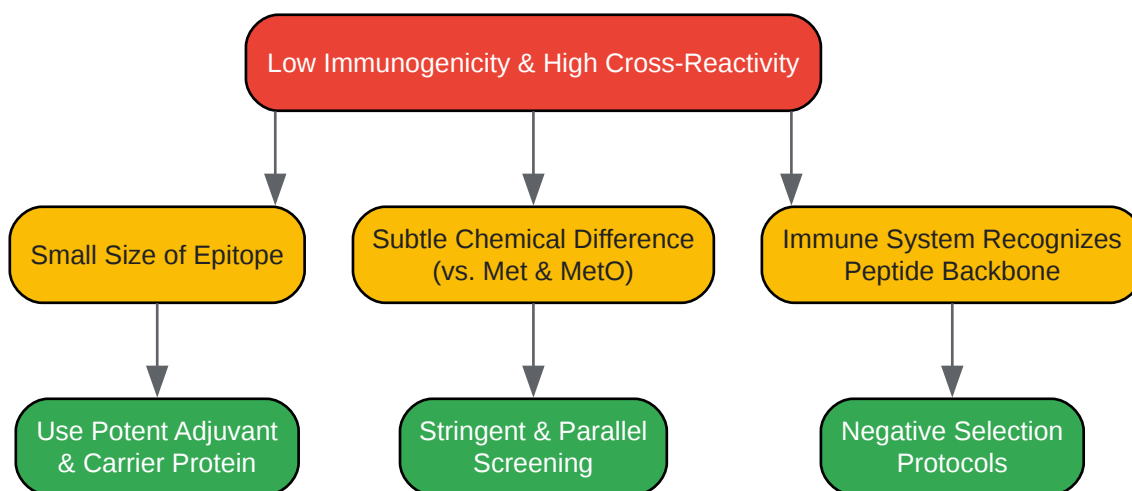 Low Immunogenicity & High Cross-Reactivity
Small Size of Epitope
Subtle Chemical Difference
(vs. Met & MetO)
Immune System Recognizes
Peptide Backbone
Use Potent Adjuvant
& Carrier Protein
Stringent & Parallel
Screening
Negative Selection
Protocols